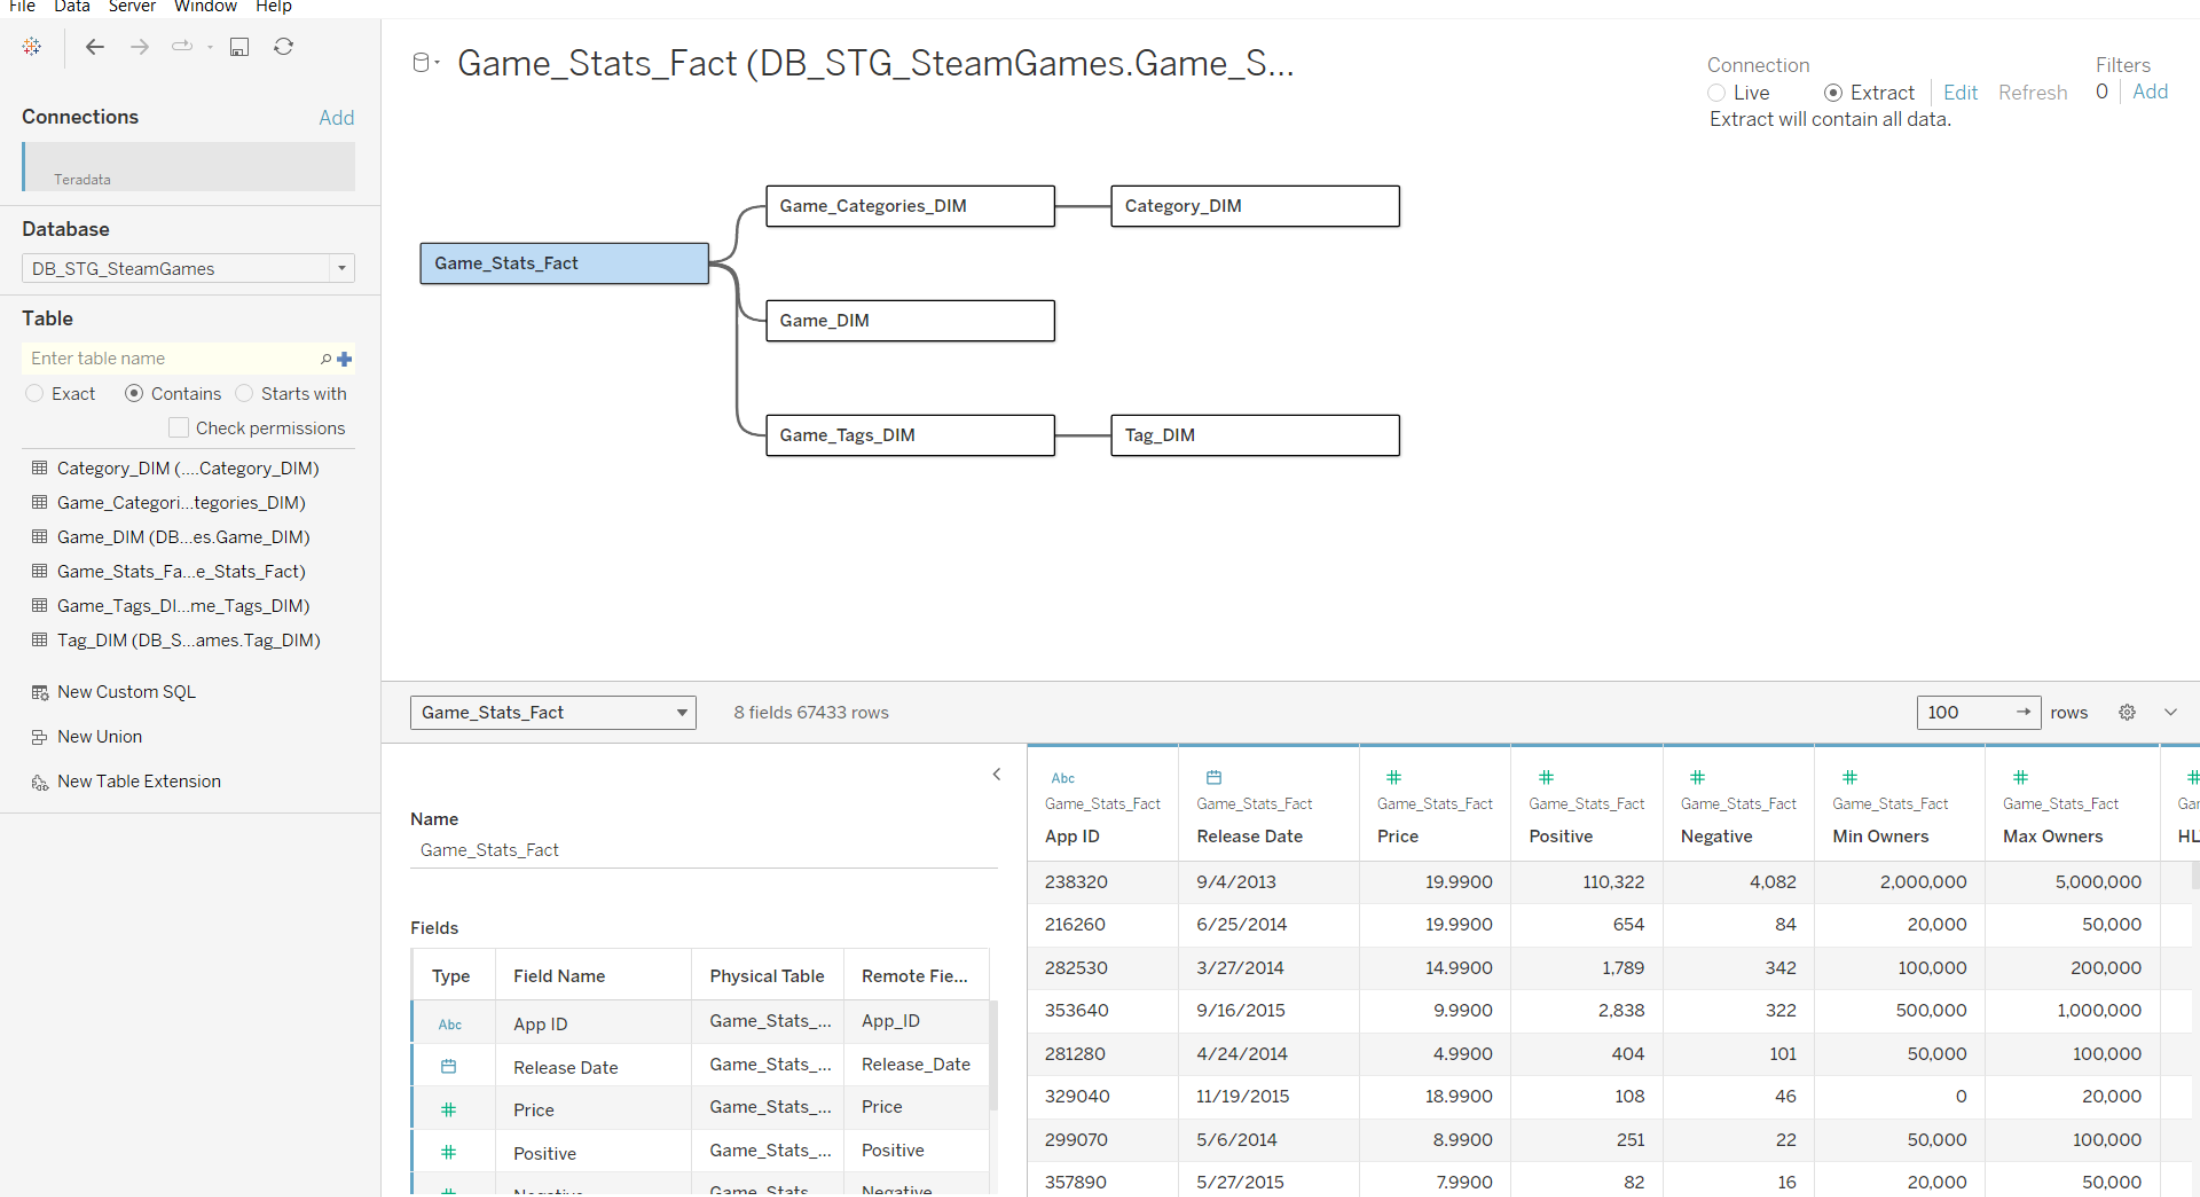 File Data Server Window Help
Connections Add
Teradata
Database
DB_STG_SteamGames
Table
Enter table name
Exact Contains Starts with
Check permissions
Category_DIM (....Category_DIM)
Game_Categori...tegories_DIM)
Game_DIM (DB...es.Game_DIM)
Game_Stats_Fa...e_Stats_Fact)
Game_Tags_DI...me_Tags_DIM)
Tag_DIM (DB_S...ames.Tag_DIM)
New Custom SQL
New Union
New Table Extension
Game_Stats_Fact (DB_STG_SteamGames.Game_S...
Connection
Live Extract Edit Refresh
Extract will contain all data.
Filters
0 Add
Game_Categories_DIM Category_DIM
Game_Stats_Fact
Game_DIM
Game_Tags_DIM Tag_DIM
Game_Stats_Fact 8 fields 67433 rows 100 rows
Name
Game_Stats_Fact
Fields
Type Field Name Physical Table Remote Fie...
Abc App ID Game_Stats_... App_ID
Release Date Game_Stats_... Release_Date
# Price Game_Stats_... Price
# Positive Game_Stats_... Positive
# Negative Game_Stats Negative
Abc # # # # # #
Game_Stats_Fact Game_Stats_Fact Game_Stats_Fact Game_Stats_Fact Game_Stats_Fact Game_Stats_Fact Game_Stats_Fact Gar
App ID Release Date Price Positive Negative Min Owners Max Owners HL
238320 9/4/2013 19.9900 110,322 4,082 2,000,000 5,000,000
216260 6/25/2014 19.9900 654 84 20,000 50,000
282530 3/27/2014 14.9900 1,789 342 100,000 200,000
353640 9/16/2015 9.9900 2,838 322 500,000 1,000,000
281280 4/24/2014 4.9900 404 101 50,000 100,000
329040 11/19/2015 18.9900 108 46 0 20,000
299070 5/6/2014 8.9900 251 22 50,000 100,000
357890 5/27/2015 7.9900 82 16 20,000 50,000